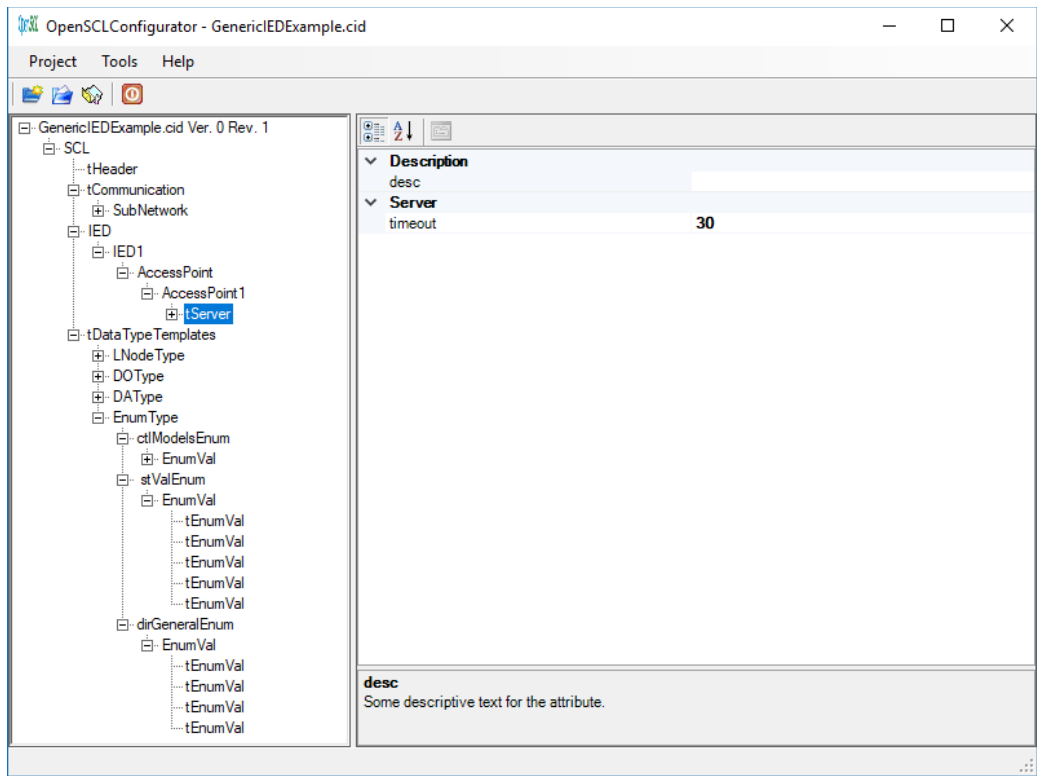 OpenSCLConfigurator - GenericIEDExample.cid
Project Tools Help
GenericIEDExample.cid Ver. 0 Rev. 1
SCL
tHeader
tCommunication
SubNetwork
IED
IED1
AccessPoint
AccessPoint1
tServer
tDataTypeTemplates
LNodeType
DOType
DAType
EnumType
ctlModelsEnum
EnumVal
stValEnum
EnumVal
tEnumVal
tEnumVal
tEnumVal
tEnumVal
tEnumVal
dirGeneralEnum
EnumVal
tEnumVal
tEnumVal
tEnumVal
tEnumVal
Description
desc
Server
timeout 30
desc
Some descriptive text for the attribute.